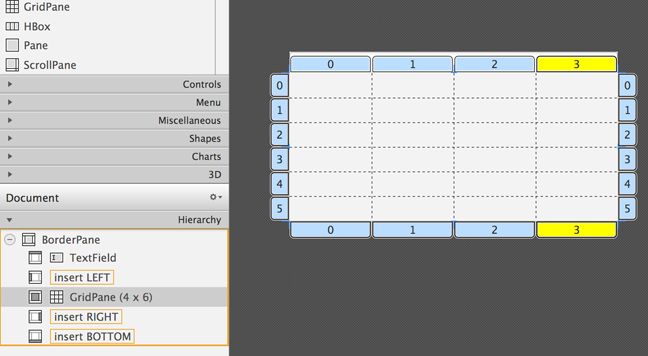 GridPane
HBox
Pane
ScrollPane
Controls
Menu
Miscellaneous
Shapes
Charts
3D
Document
Hierarchy
BorderPane
TextField
insert LEFT
GridPane (4 x 6)
insert RIGHT
insert BOTTOM
0 1 2 3
0 0
1 1
2 2
3 3
4 4
5 5
0 1 2 3